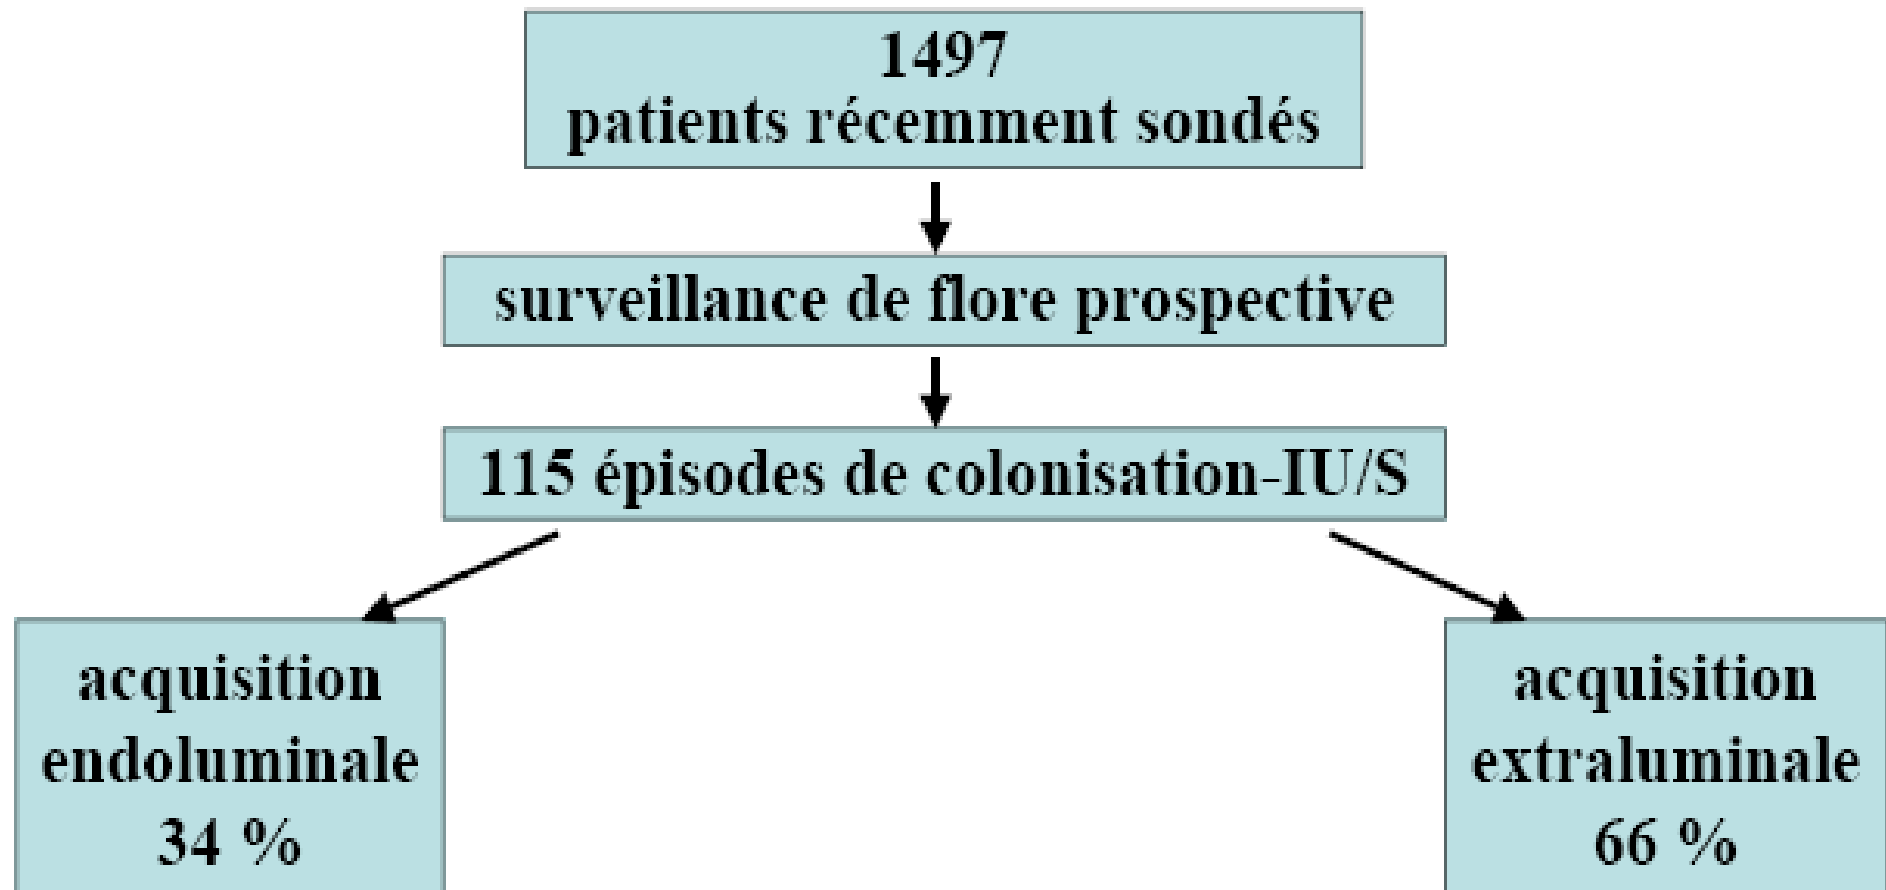 1497
patients récemment sondés
surveillance de flore prospective
115 épisodes de colonisation-IU/S
acquisition
endoluminale
34 %
acquisition
extraluminale
66 %